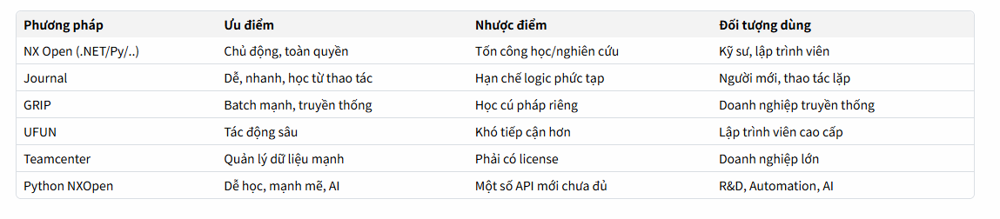 Phương pháp Ưu điểm Nhược điểm Đối tượng dùng
NX Open (.NET/Py/..) Chủ động, toàn quyền Tốn công học/nghiên cứu Kỹ sư, lập trình viên
Journal Dễ, nhanh, học từ thao tác Hạn chế logic phức tạp Người mới, thao tác lặp
GRIP Batch mạnh, truyền thống Học cú pháp riêng Doanh nghiệp truyền thống
UFUN Tác động sâu Khó tiếp cận hơn Lập trình viên cao cấp
Teamcenter Quản lý dữ liệu mạnh Phải có license Doanh nghiệp lớn
Python NXOpen Dễ học, mạnh mẽ, AI Một số API mới chưa đủ R&D, Automation, AI